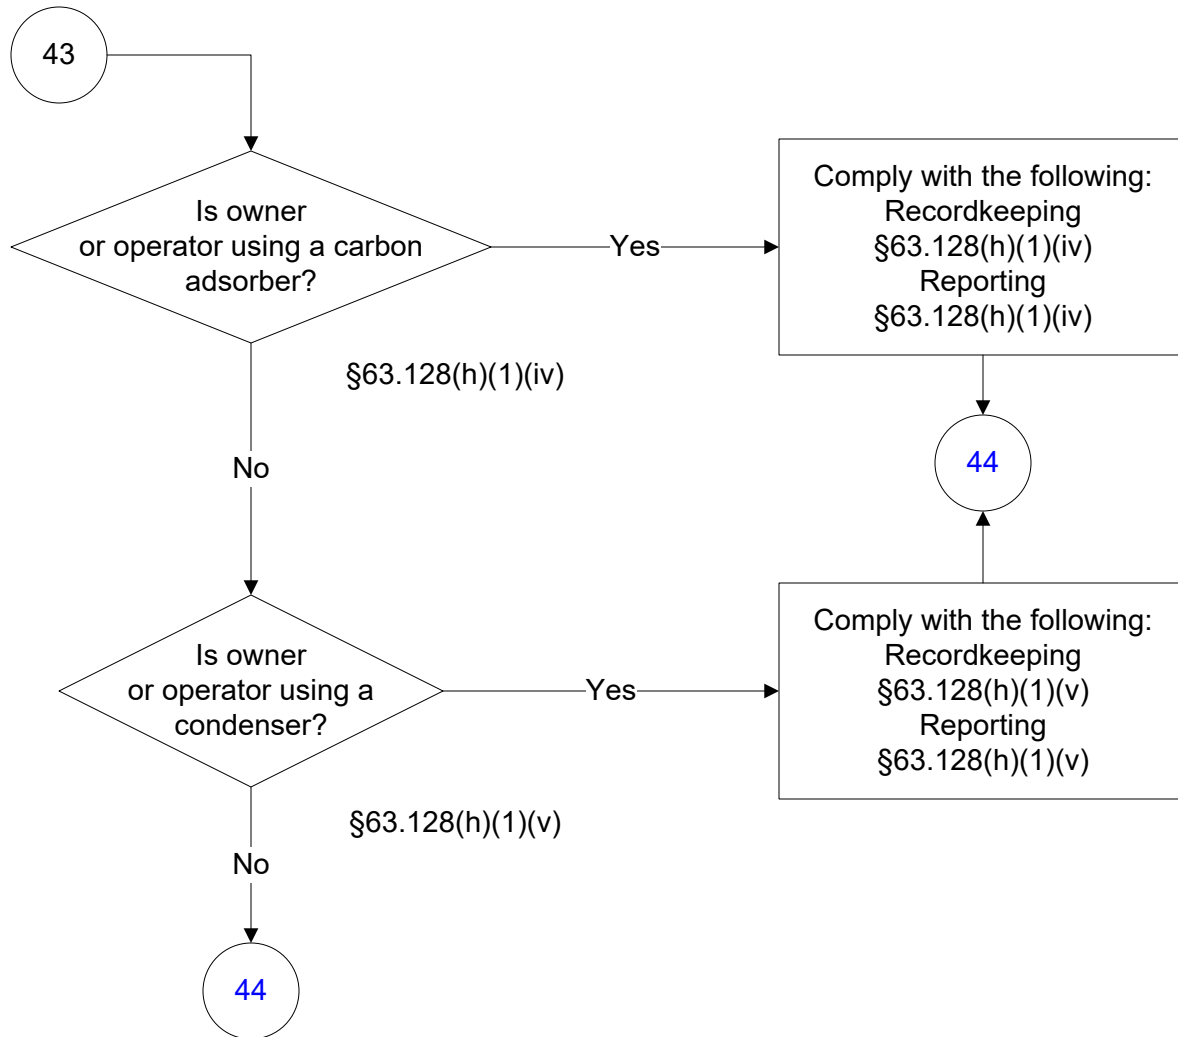 43
Is owner
or operator using a carbon
adsorber?
Yes
Comply with the following:
Recordkeeping
§63.128(h)(1)(iv)
Reporting
§63.128(h)(1)(iv)
§63.128(h)(1)(iv)
44
No
Is owner
or operator using a
condenser?
Yes
Comply with the following:
Recordkeeping
§63.128(h)(1)(v)
Reporting
§63.128(h)(1)(v)
§63.128(h)(1)(v)
No
44